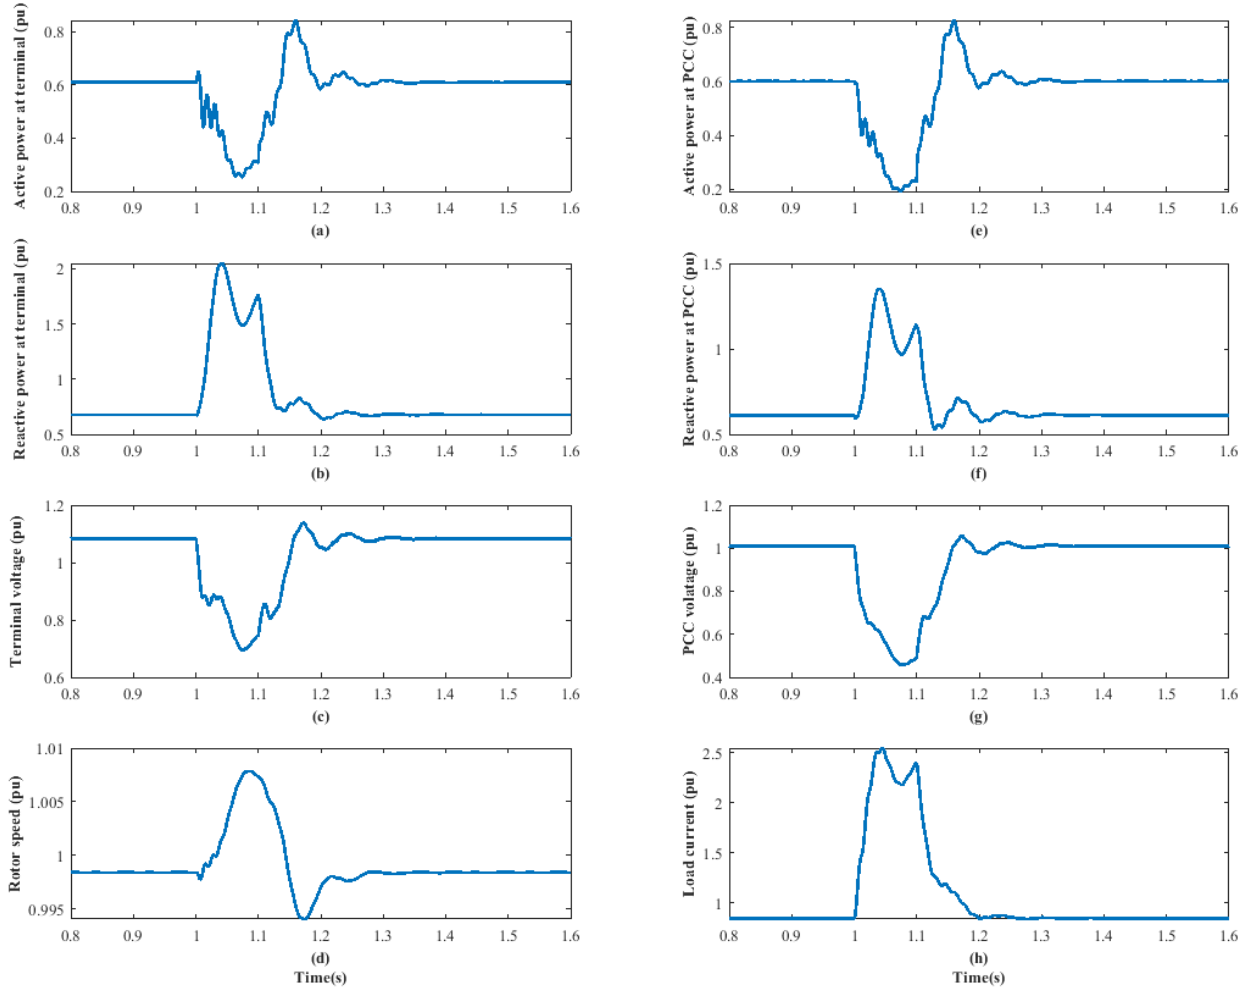 Active power at terminal (pu)
0.8
0.6
0.4
0.2
0.8 0.9 1 1.1 1.2 1.3 1.4 1.5 1.6
(a)
Active power at PCC (pu)
0.8
0.6
0.4
0.2
0.8 0.9 1 1.1 1.2 1.3 1.4 1.5 1.6
(e)
Reactive power at terminal (pu)
2
1.5
1
0.5
0.8 0.9 1 1.1 1.2 1.3 1.4 1.5 1.6
(b)
Reactive power at PCC (pu)
1.5
1
0.5
0.8 0.9 1 1.1 1.2 1.3 1.4 1.5 1.6
(f)
Terminal voltage (pu)
1.2
1
0.8
0.6
0.8 0.9 1 1.1 1.2 1.3 1.4 1.5 1.6
(c)
PCC volatage (pu)
1.2
1
0.8
0.6
0.4
0.8 0.9 1 1.1 1.2 1.3 1.4 1.5 1.6
(g)
Rotor speed (pu)
1.01
1.005
1
0.995
0.8 0.9 1 1.1 1.2 1.3 1.4 1.5 1.6
(d)
Time(s)
Load current (pu)
2.5
2
1.5
1
0.8 0.9 1 1.1 1.2 1.3 1.4 1.5 1.6
(h)
Time(s)